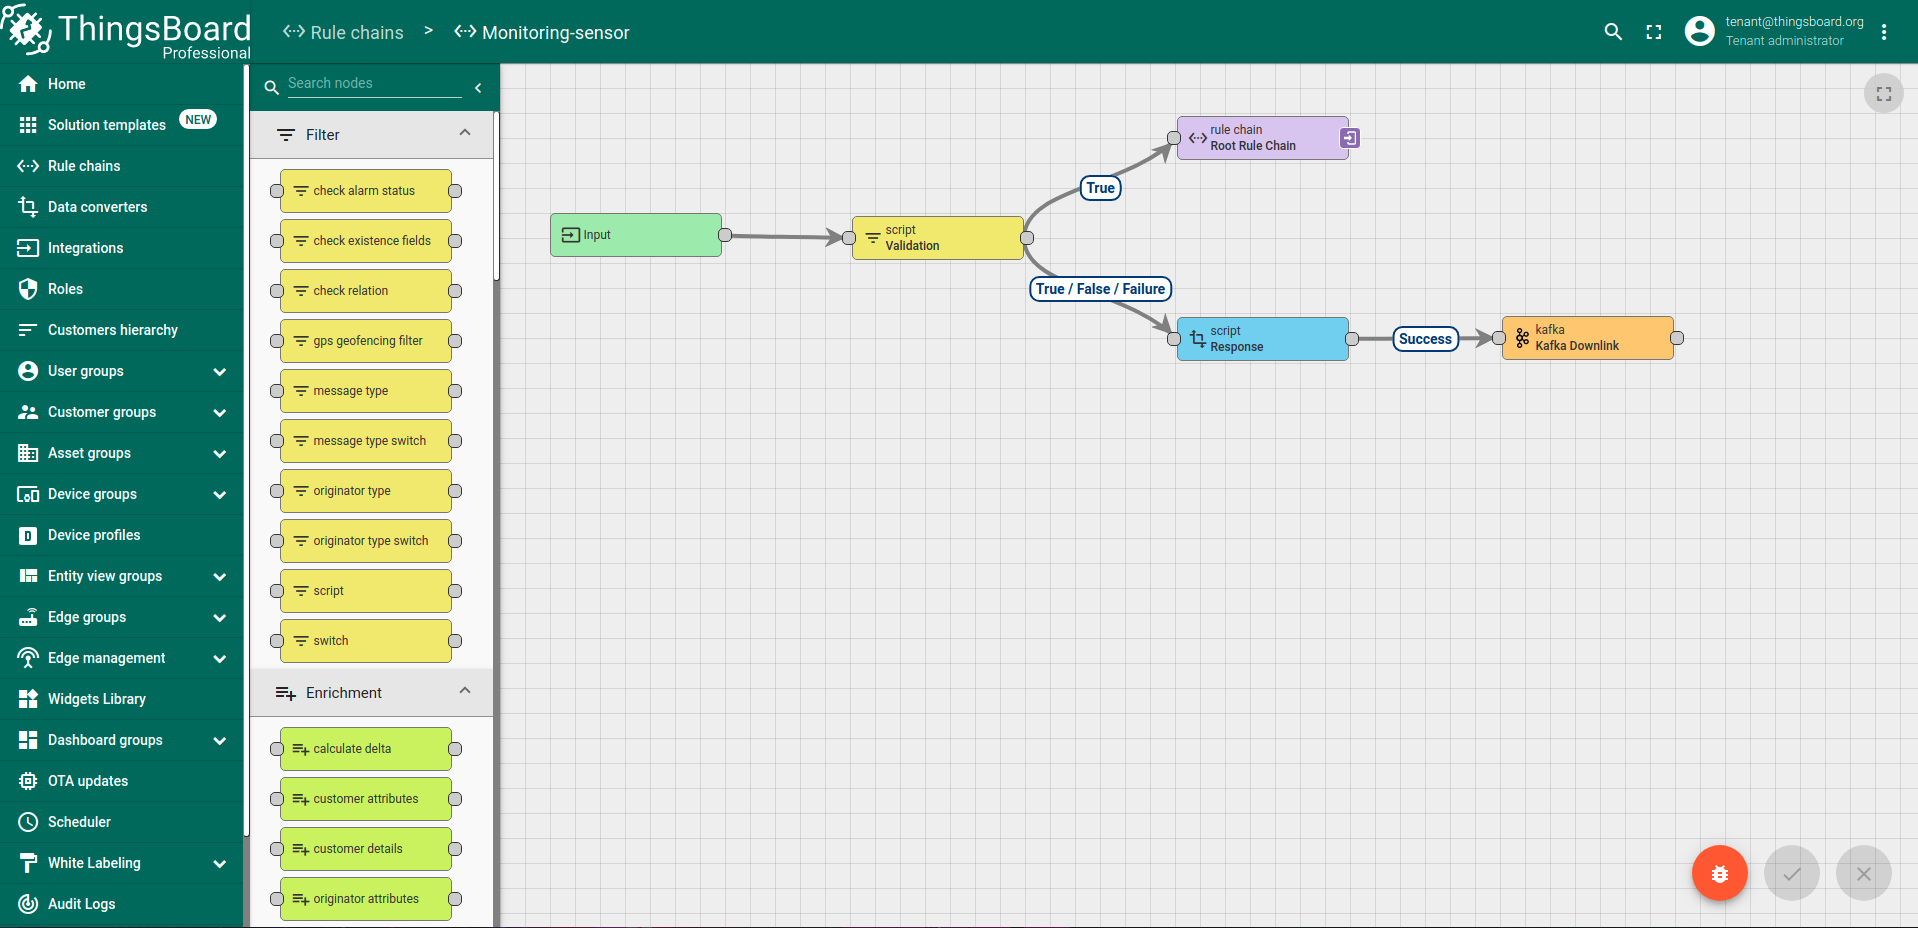 ThingsBoard
Professional
Rule chains > Monitoring-sensor
tenant@thingsboard.org
Tenant administrator
Home
Solution templates NEW
Rule chains
Data converters
Integrations
Roles
Customers hierarchy
User groups
Customer groups
Asset groups
Device groups
Device profiles
Entity view groups
Edge groups
Edge management
Widgets Library
Dashboard groups
OTA updates
Scheduler
White Labeling
Audit Logs
Search nodes
Filter
check alarm status
check existence fields
check relation
gps geofencing filter
message type
message type switch
originator type
originator type switch
script
switch
Enrichment
calculate delta
customer attributes
customer details
originator attributes
Input
script
Validation
True
rule chain
Root Rule Chain
True / False / Failure
script
Response
Success
kafka
Kafka Downlink